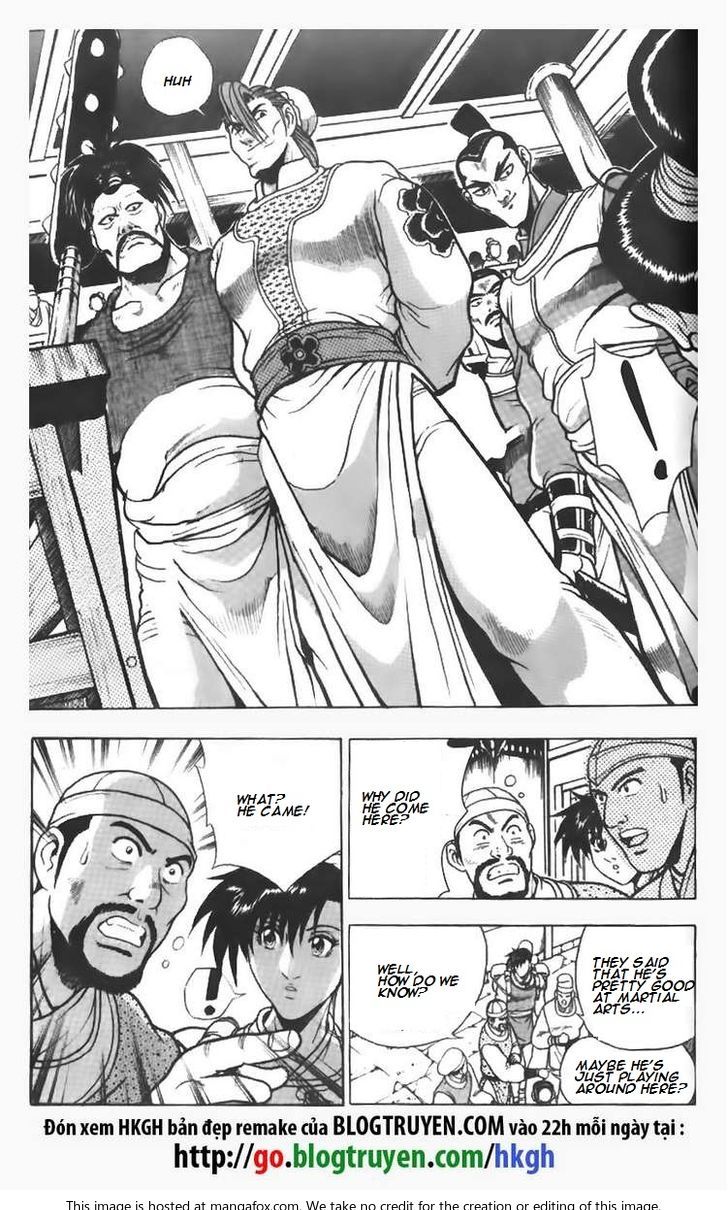 HUH
!
WHAT?
HE CAME!
!
WHY DID
HE COME
HERE?
WELL,
HOW DO WE
KNOW?
THEY SAID
THAT HE'S
PRETTY GOOD
AT MARTIAL
ARTS...
MAYBE HE'S
JUST PLAYING
AROUND HERE?
Đón xem HKGH bản đẹp remake của BLOGTRUYEN.COM vào 22h mỗi ngày tại :
http://go.blogtruyen.com/hkgh
This image is hosted at mangafox.com. We take no credit for the creation or editing of this image.